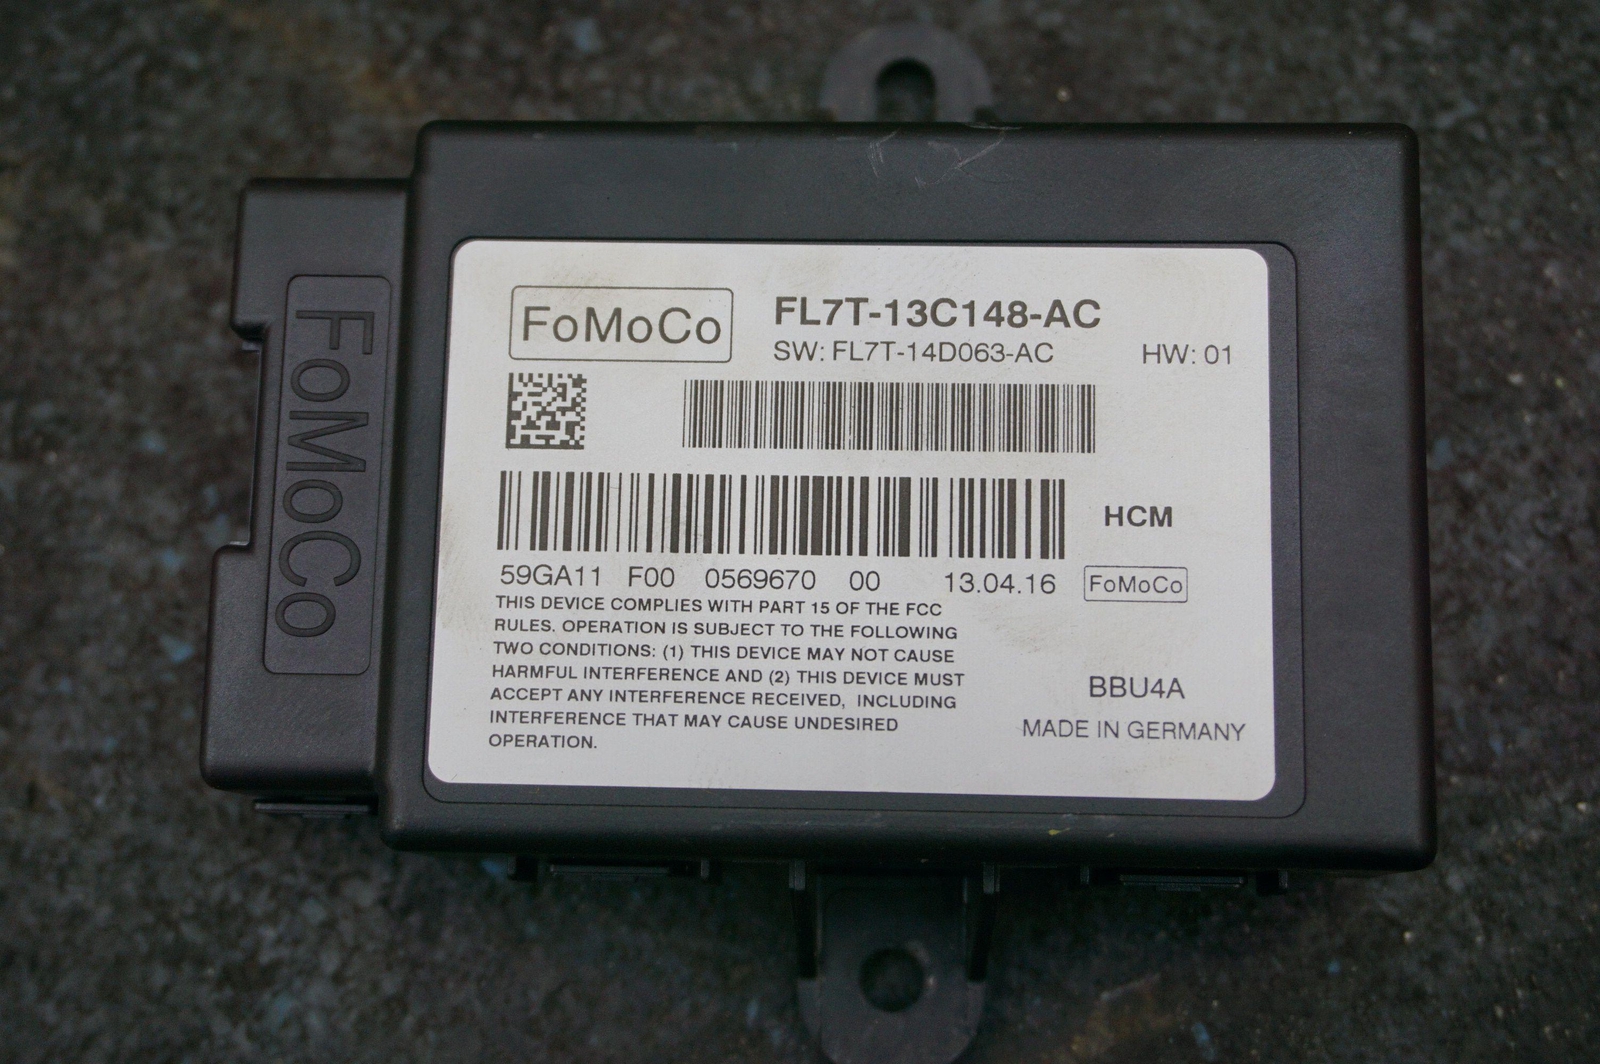 FoMoCo
FoMoCo
FL7T-13C148-AC
SW: FL7T-14D063-AC HW: 01
HCM
59GA11 F00 0569670 00 13.04.16 FoMoCo
THIS DEVICE COMPLIES WITH PART 15 OF THE FCC
RULES. OPERATION IS SUBJECT TO THE FOLLOWING
TWO CONDITIONS: (1) THIS DEVICE MAY NOT CAUSE
HARMFUL INTERFERENCE AND (2) THIS DEVICE MUST
ACCEPT ANY INTERFERENCE RECEIVED, INCLUDING
INTERFERENCE THAT MAY CAUSE UNDESIRED
OPERATION.
BBU4A
MADE IN GERMANY